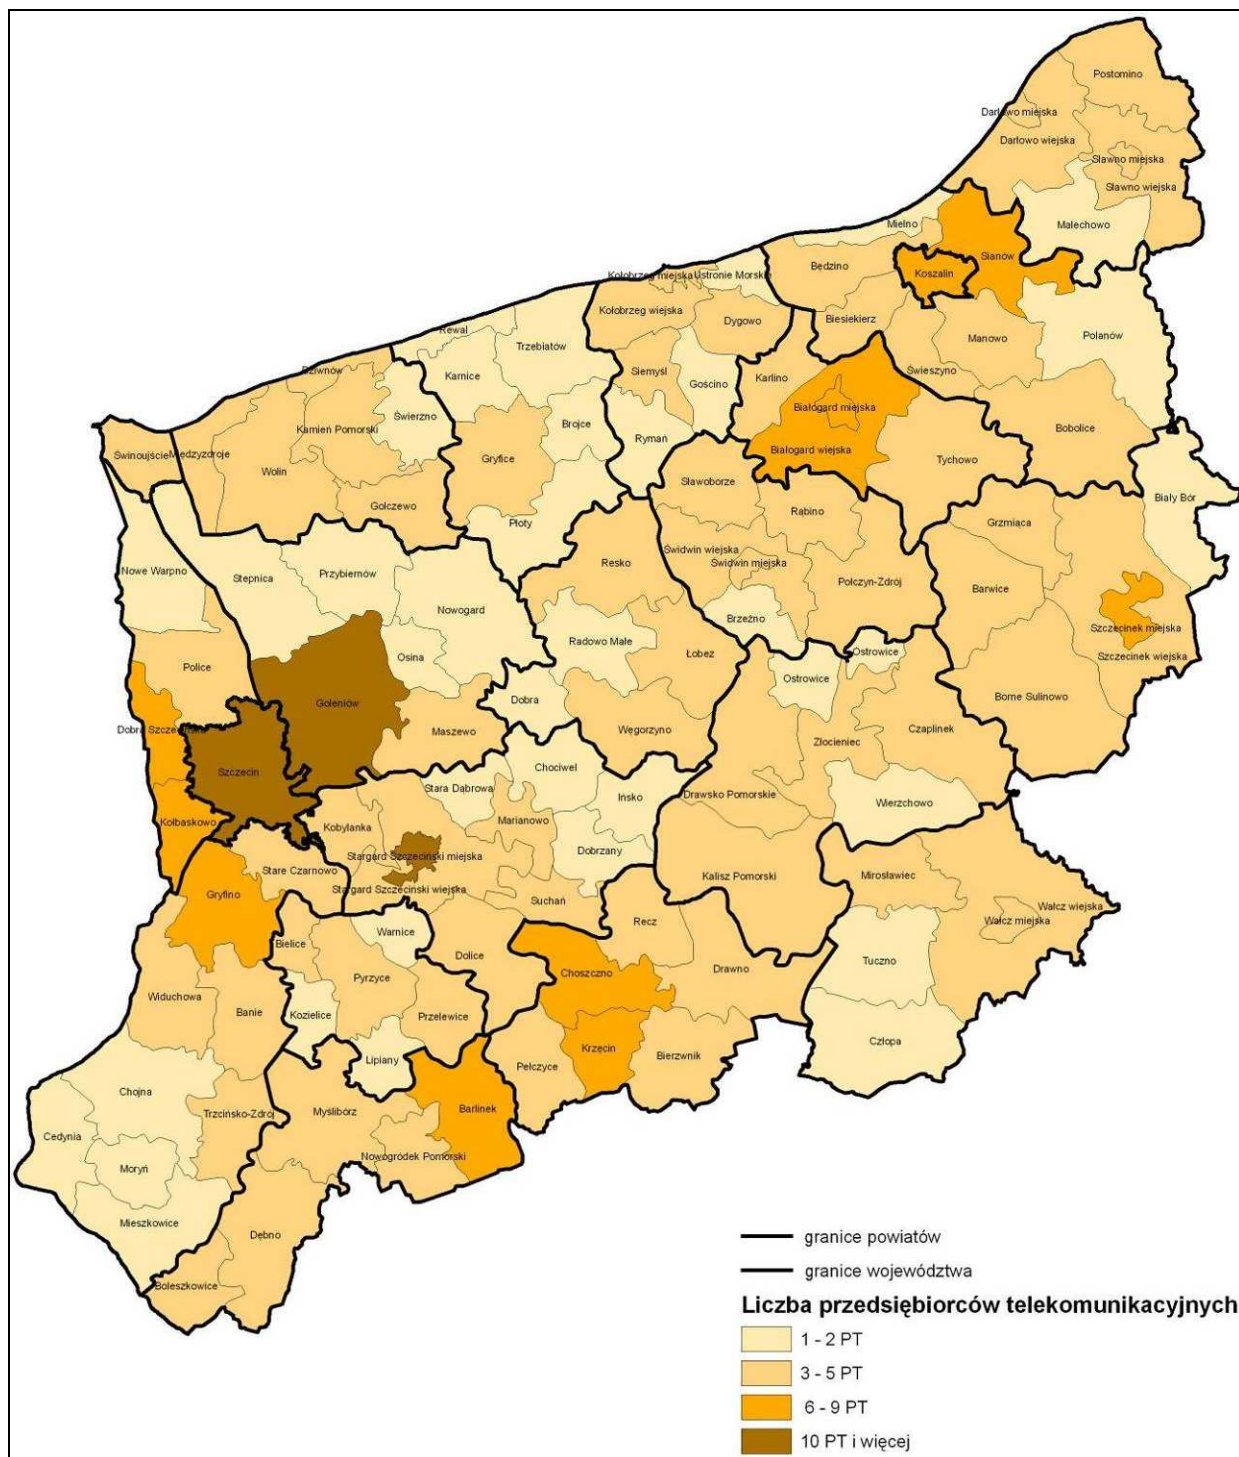 Postomino
Darłowo miejska
Darłowo wiejska
Sławno miejska
Sławno wiejska
Malechowo
Mielno
Sianów
Koszalin
Będzino
Kołobrzeg miejska
Ustronie Morskie
Kołobrzeg wiejska
Dygowo
Biesiekierz
Manowo
Polanów
Rewal
Trzebiatów
Karnice
Siemyśl
Gościno
Karlino
Świeszyno
Dziwnów
Świerzno
Białogard miejska
Bobolice
Kamień Pomorski
Brojce
Rymań
Białogard wiejska
Świnoujście
Międzyzdroje
Wolin
Gryfice
Tychowo
Golczewo
Sławoborze
Biały Bór
Rąbino
Grzmiąca
Płoty
Świdwin wiejska
Świdwin miejska
Nowe Warpno
Stepnica
Przybiernów
Resko
Połczyn-Zdrój
Barwice
Nowogard
Brzeźno
Szczecinek miejska
Radowo Małe
Police
Osina
Łobez
Ostrowice
Szczecinek wiejska
Ostrowice
Goleniów
Dobra
Borne Sulinowo
Dobra Szczecińska
Maszewo
Węgorzyno
Czaplinek
Złocieniec
Szczecin
Chociwel
Stara Dąbrowa
Ińsko
Drawsko Pomorskie
Wierzchowo
Kołbaskowo
Kobylanka
Marianowo
Stargard Szczeciński miejska
Dobrzany
Stare Czarnowo
Stargard Szczeciński wiejska
Kalisz Pomorski
Mirosławiec
Gryfino
Suchań
Wałcz wiejska
Wałcz miejska
Recz
Warnice
Bielice
Dolice
Tuczno
Pyrzyce
Choszczno
Drawno
Widuchowa
Banie
Kozielice
Przelewice
Człopa
Krzęcin
Lipiany
Pełczyce
Bierzwnik
Chojna
Trzcińsko-Zdrój
Myślibórz
Barlinek
Cedynia
Nowogródek Pomorski
Moryń
Mieszkowice
Dębno
Boleszkowice
granice powiatów
granice województwa
Liczba przedsiębiorców telekomunikacyjnych
1 - 2 PT
3 - 5 PT
6 - 9 PT
10 PT i więcej